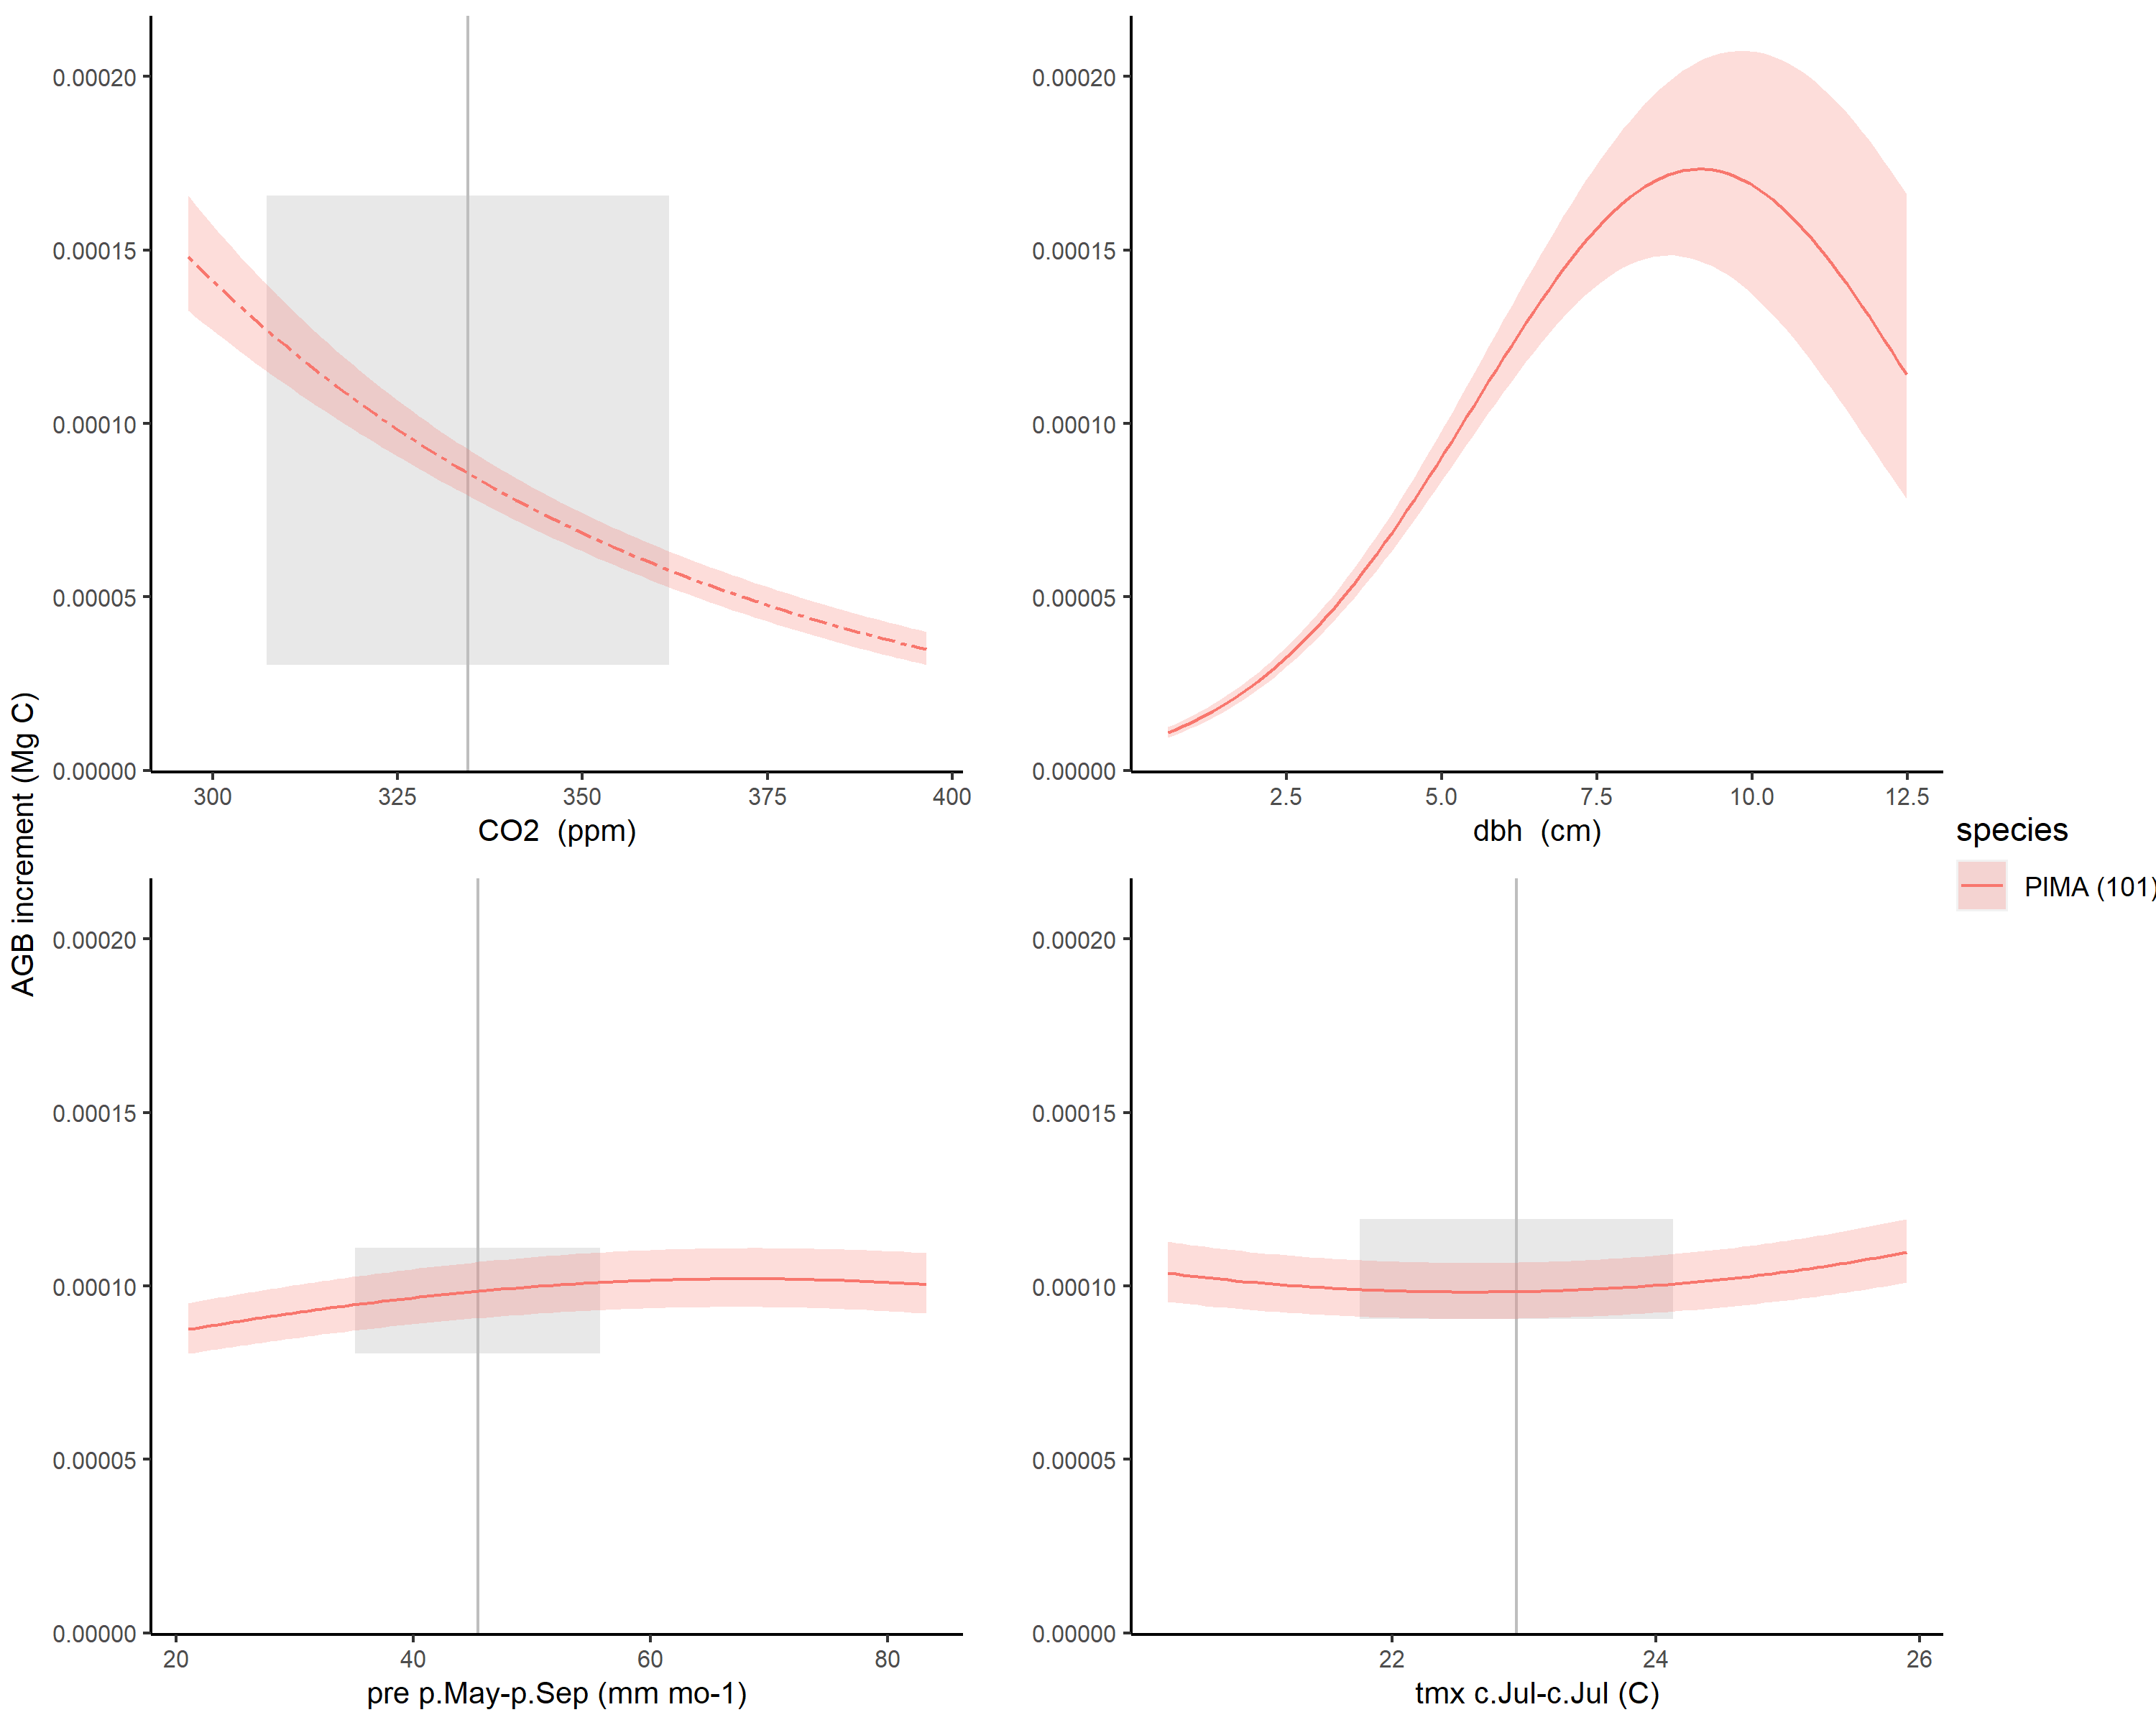 AGB increment (Mg C)
0.00020
0.00015
0.00010
0.00005
0.00000
300 325 350 375 400
CO2 (ppm)
0.00020
0.00015
0.00010
0.00005
0.00000
2.5 5.0 7.5 10.0 12.5
dbh (cm)
0.00020
0.00015
0.00010
0.00005
0.00000
20 40 60 80
pre p.May-p.Sep (mm mo-1)
0.00020
0.00015
0.00010
0.00005
0.00000
22 24 26
tmx c.Jul-c.Jul (C)
species
PIMA (101)